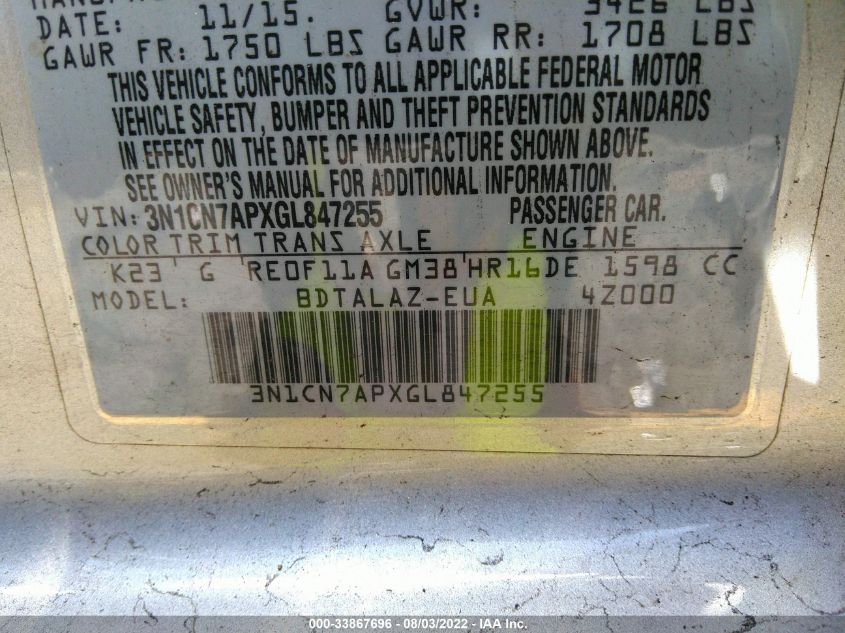 DATE: 11/15. GVWR: 3426 LBS
GAWR FR: 1750 LBS GAWR RR: 1708 LBS
THIS VEHICLE CONFORMS TO ALL APPLICABLE FEDERAL MOTOR
VEHICLE SAFETY, BUMPER AND THEFT PREVENTION STANDARDS
IN EFFECT ON THE DATE OF MANUFACTURE SHOWN ABOVE.
SEE OWNER'S MANUAL FOR ADDITIONAL INFORMATION.
VIN: 3N1CN7APXGL847255 PASSENGER CAR.
COLOR TRIM TRANS AXLE ENGINE
K23 G RE0F11A GM38 HR16DE 1598 CC
MODEL: BDTALAZ-EUA 4Z000
3N1CN7APXGL847255
000-33867696 - 08/03/2022 - IAA Inc.